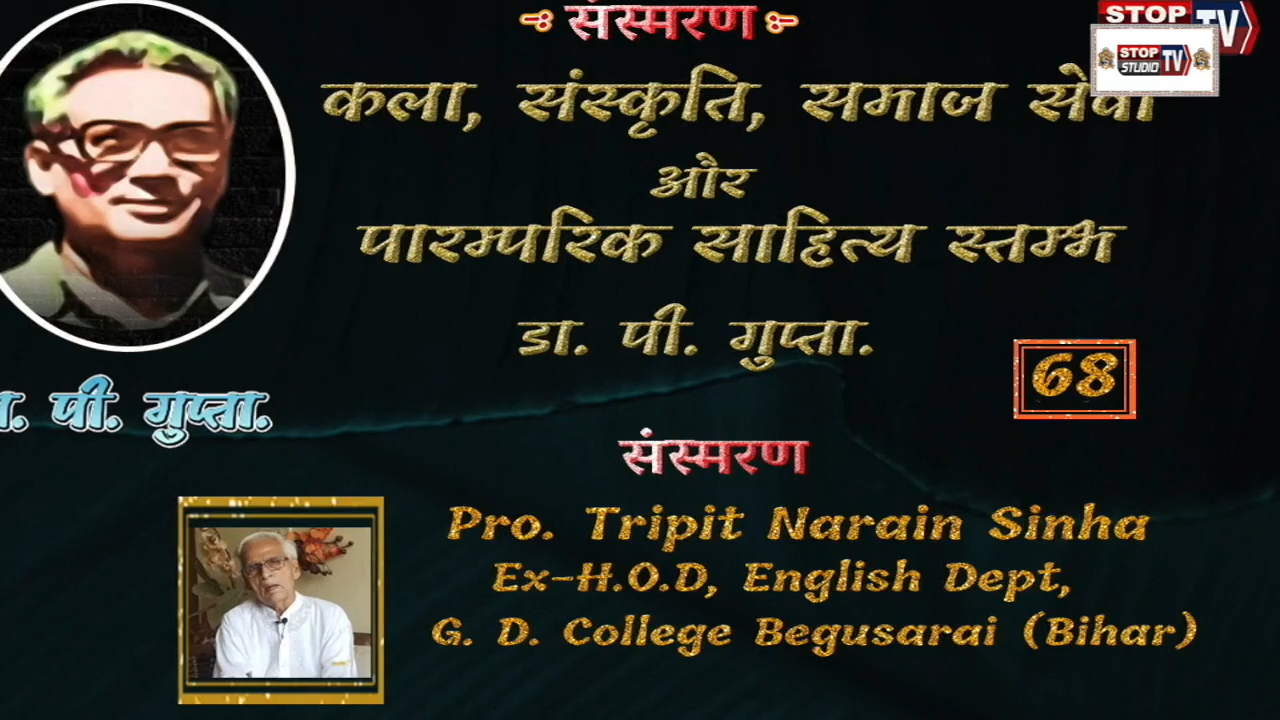 संस्मरण
STOP TV
STOP STUDIO TV
कला, संस्कृति, समाज सेवा
और
पारम्परिक साहित्य स्तम्भ
डा. पी. गुप्ता.
68
पी. गुप्ता.
संस्मरण
Pro. Tripit Narain Sinha
Ex-H.O.D, English Dept,
G. D. College Begusarai (Bihar)